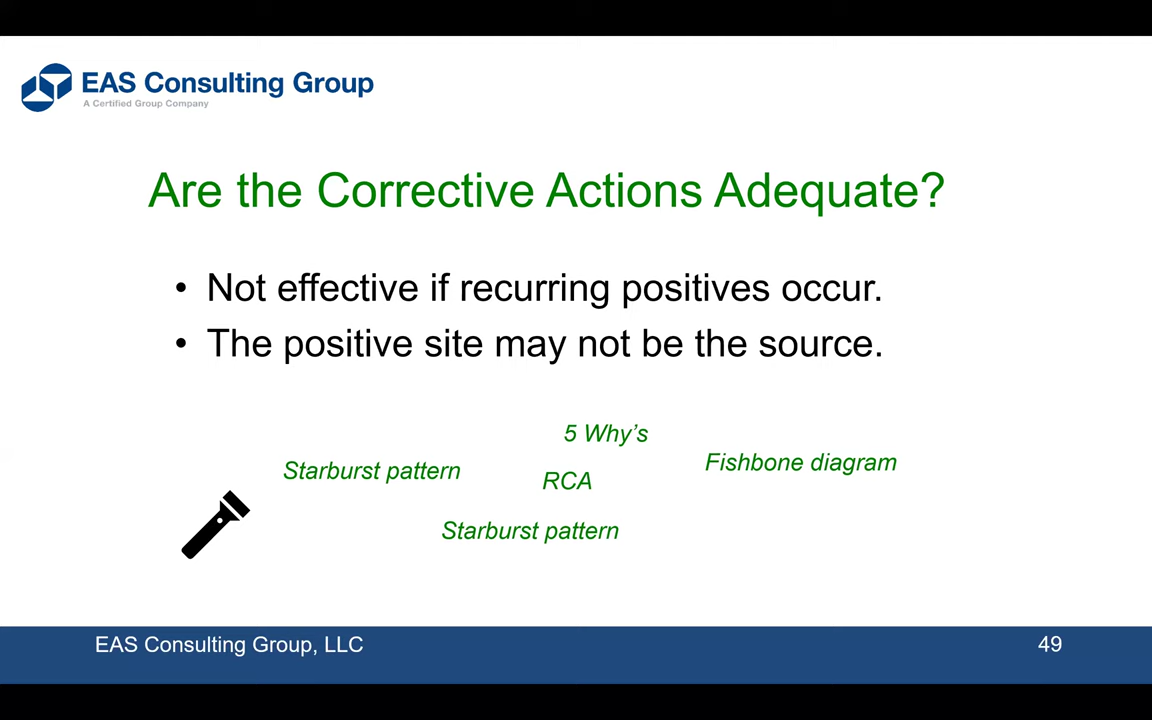 EAS Consulting Group
A Certified Group Company
Are the Corrective Actions Adequate?
• Not effective if recurring positives occur.
• The positive site may not be the source.
5 Why’s
Fishbone diagram
Starburst pattern
RCA
Starburst pattern
EAS Consulting Group, LLC
49